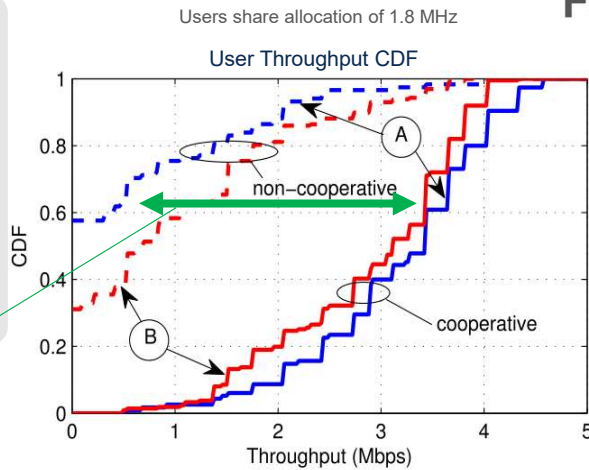 Users share allocation of 1.8 MHz
F
User Throughput CDF
1
0.8
0.6
0.4
0.2
0
CDF
A
non-cooperative
B
cooperative
0 1 2 3 4 5
Throughput (Mbps)